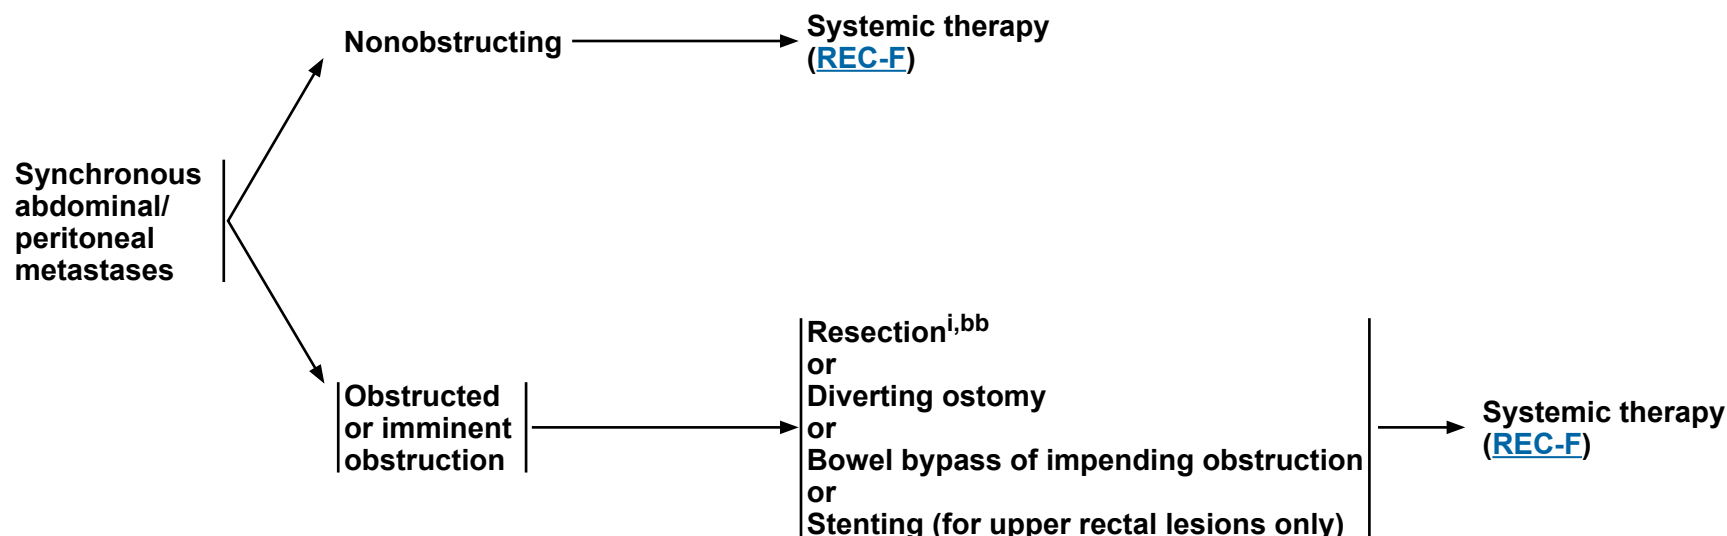 Nonobstructing
Systemic therapy
(REC-F)
Synchronous
abdominal/
peritoneal
metastases
Obstructed
or imminent
obstruction
Resection^i,bb
or
Diverting ostomy
or
Bowel bypass of impending obstruction
or
Stenting (for upper rectal lesions only)
Systemic therapy
(REC-F)